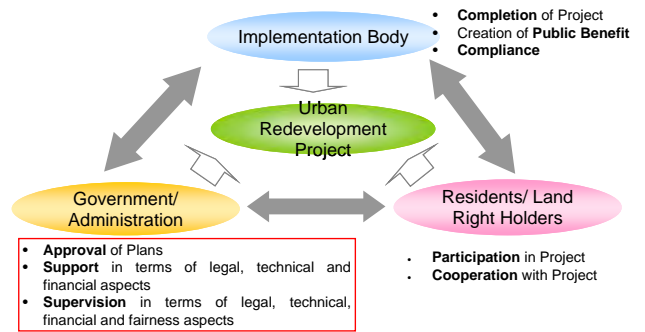 • Completion of Project
• Creation of Public Benefit
• Compliance
Implementation Body
Urban
Redevelopment
Project
Government/
Administration
Residents/ Land
Right Holders
• Approval of Plans
• Support in terms of legal, technical and
financial aspects
• Supervision in terms of legal, technical,
financial and fairness aspects
• Participation in Project
• Cooperation with Project